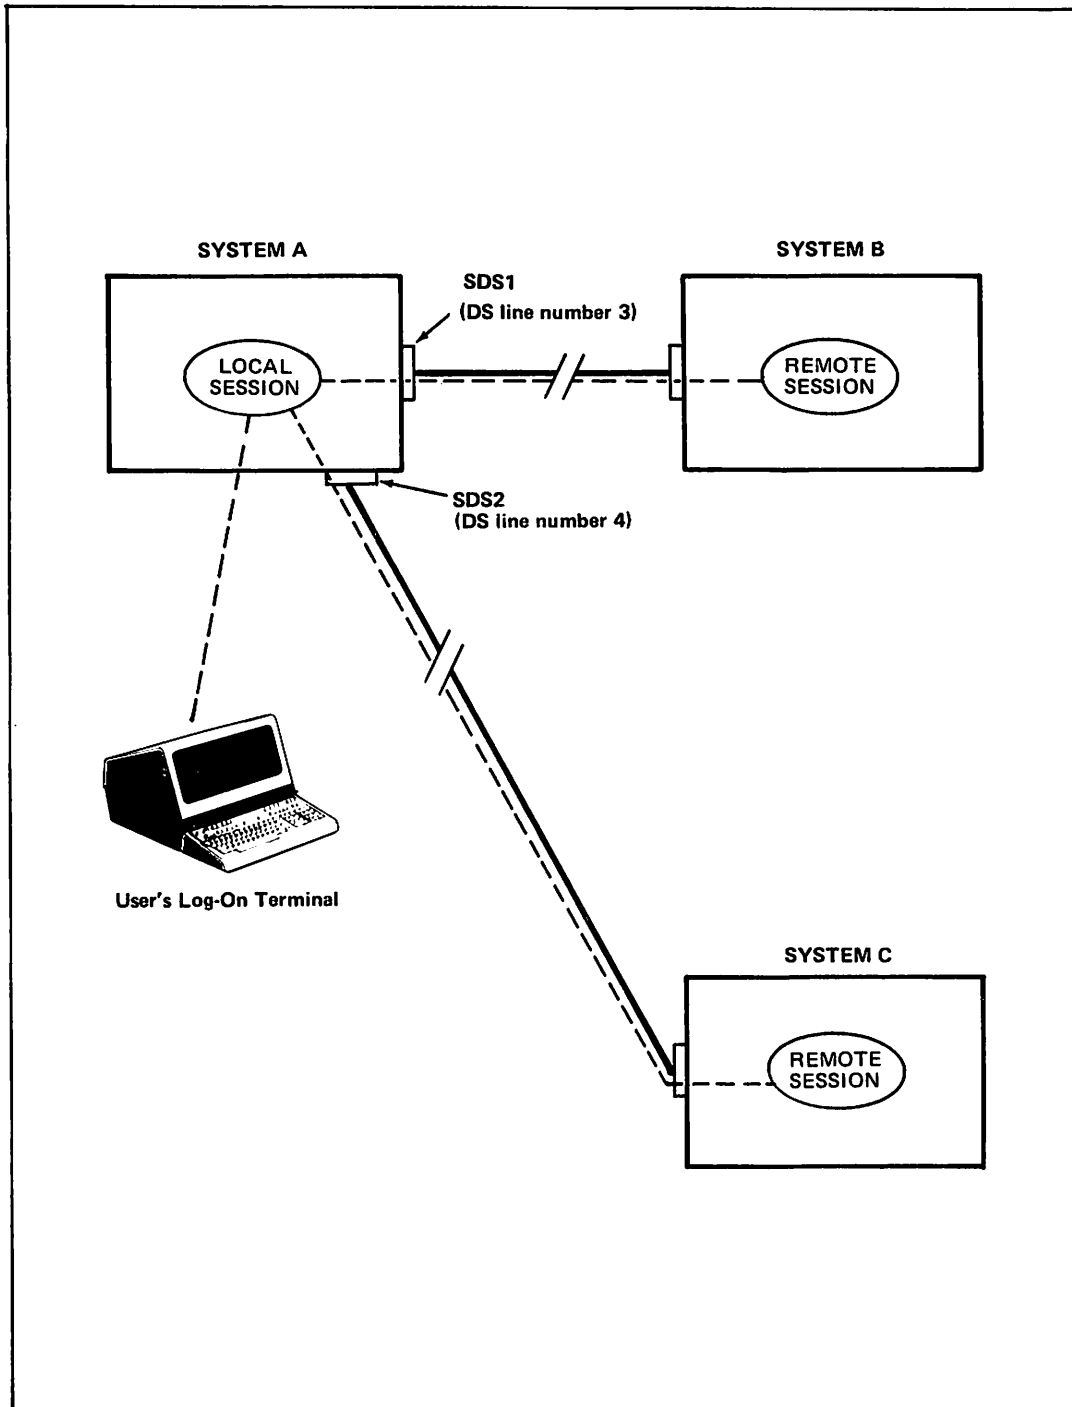 SYSTEM A
SYSTEM B
SDS1
(DS line number 3)
LOCAL
SESSION
REMOTE
SESSION
SDS2
(DS line number 4)
User's Log-On Terminal
SYSTEM C
REMOTE
SESSION